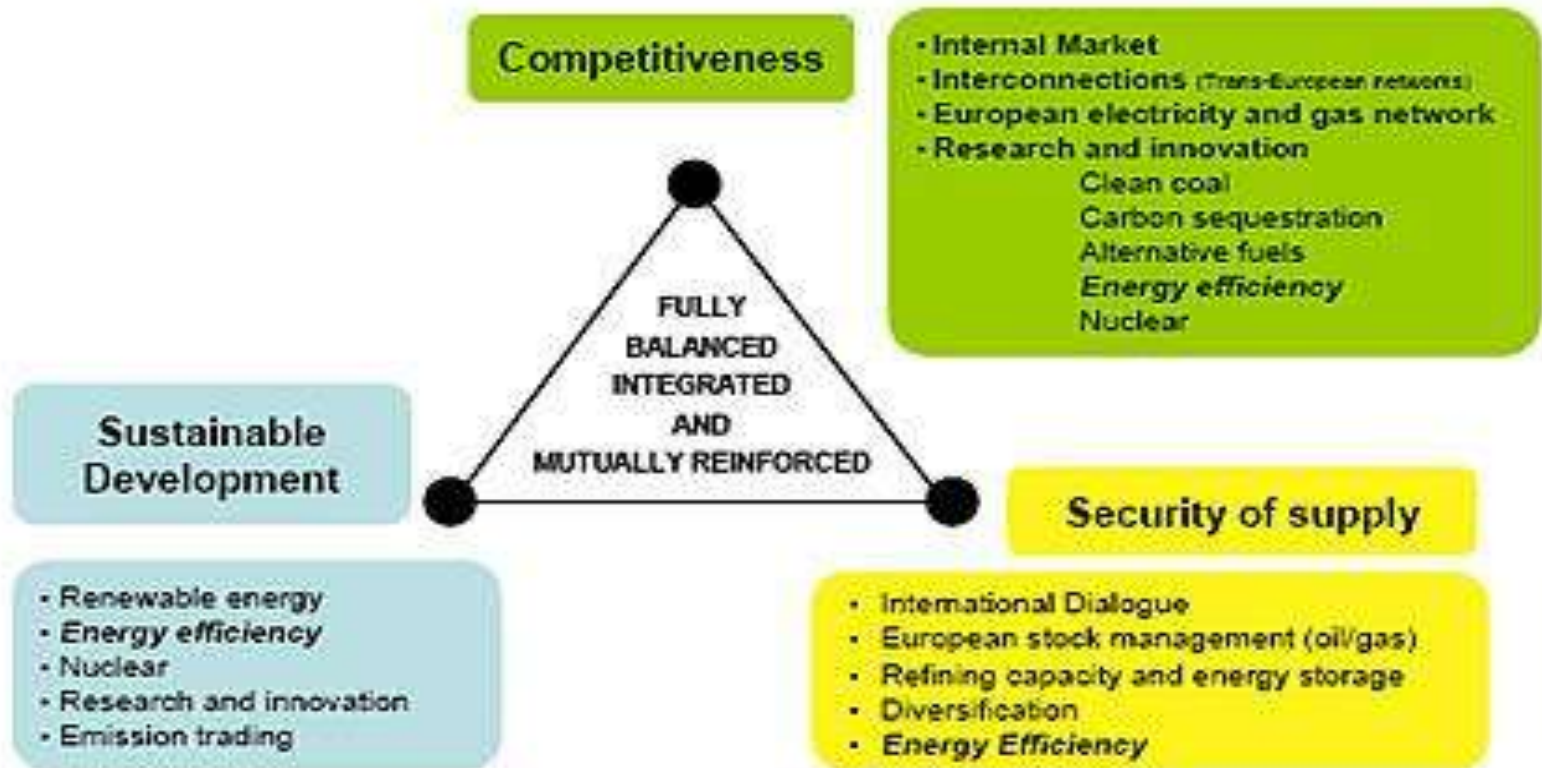 Competitiveness
• Internal Market
• Interconnections (Trans-European networks)
• European electricity and gas network
• Research and innovation
Clean coal
Carbon sequestration
Alternative fuels
Energy efficiency
Nuclear
FULLY
BALANCED
INTEGRATED
AND
MUTUALLY REINFORCED
Sustainable
Development
• Renewable energy
• Energy efficiency
• Nuclear
• Research and innovation
• Emission trading
Security of supply
• International Dialogue
• European stock management (oil/gas)
• Refining capacity and energy storage
• Diversification
• Energy Efficiency